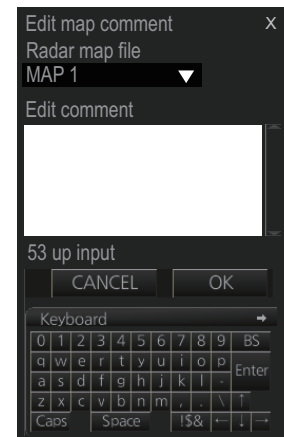 Edit map comment X
Radar map file
MAP 1 ▼
Edit comment
53 up input
CANCEL OK
Keyboard →
0 1 2 3 4 5 6 7 8 9 BS
q w e r t y u i o p
Enter
a s d f g h j k l -
z x c v b n m , . \ ↑
Caps Space !$& ← ↓ →